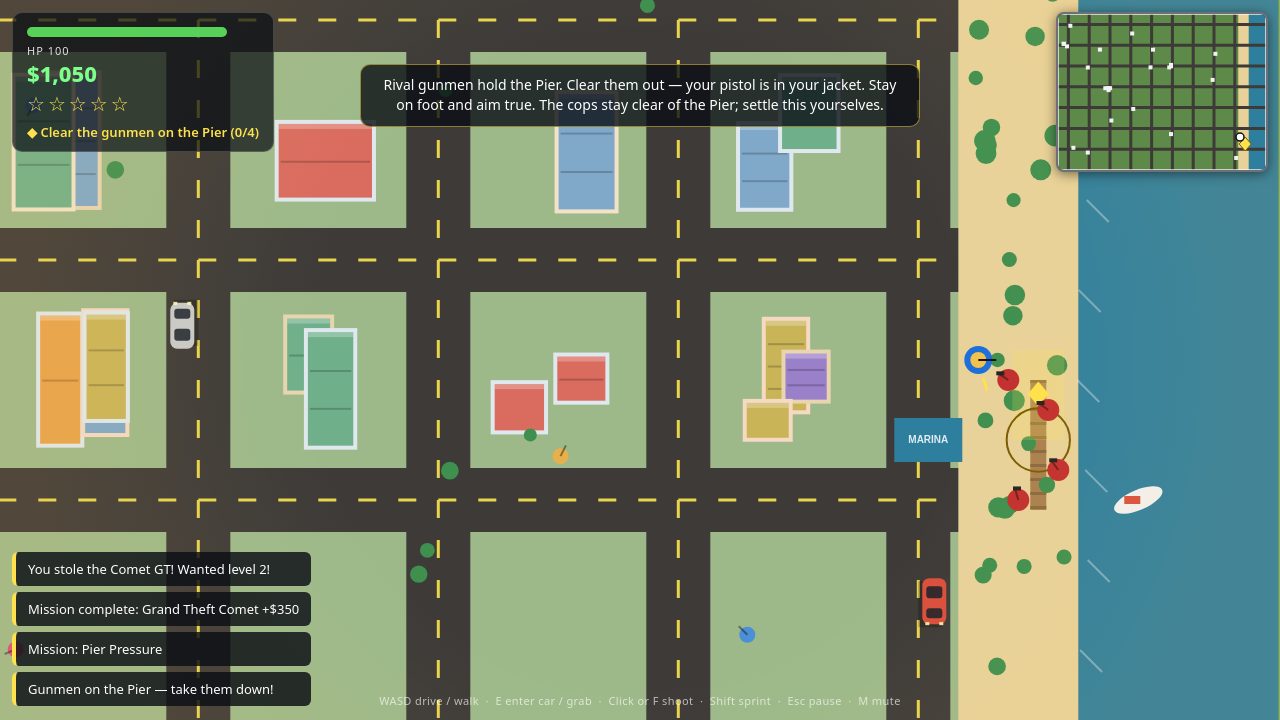 HP 100
$1,050
☆☆☆☆☆
◆ Clear the gunmen on the Pier (0/4)
Rival gunmen hold the Pier. Clear them out — your pistol is in your jacket. Stay
on foot and aim true. The cops stay clear of the Pier; settle this yourselves.
MARINA
You stole the Comet GT! Wanted level 2!
Mission complete: Grand Theft Comet +$350
Mission: Pier Pressure
Gunmen on the Pier — take them down!
WASD drive / walk · E enter car / grab · Click or F shoot · Shift sprint · Esc pause · M mute